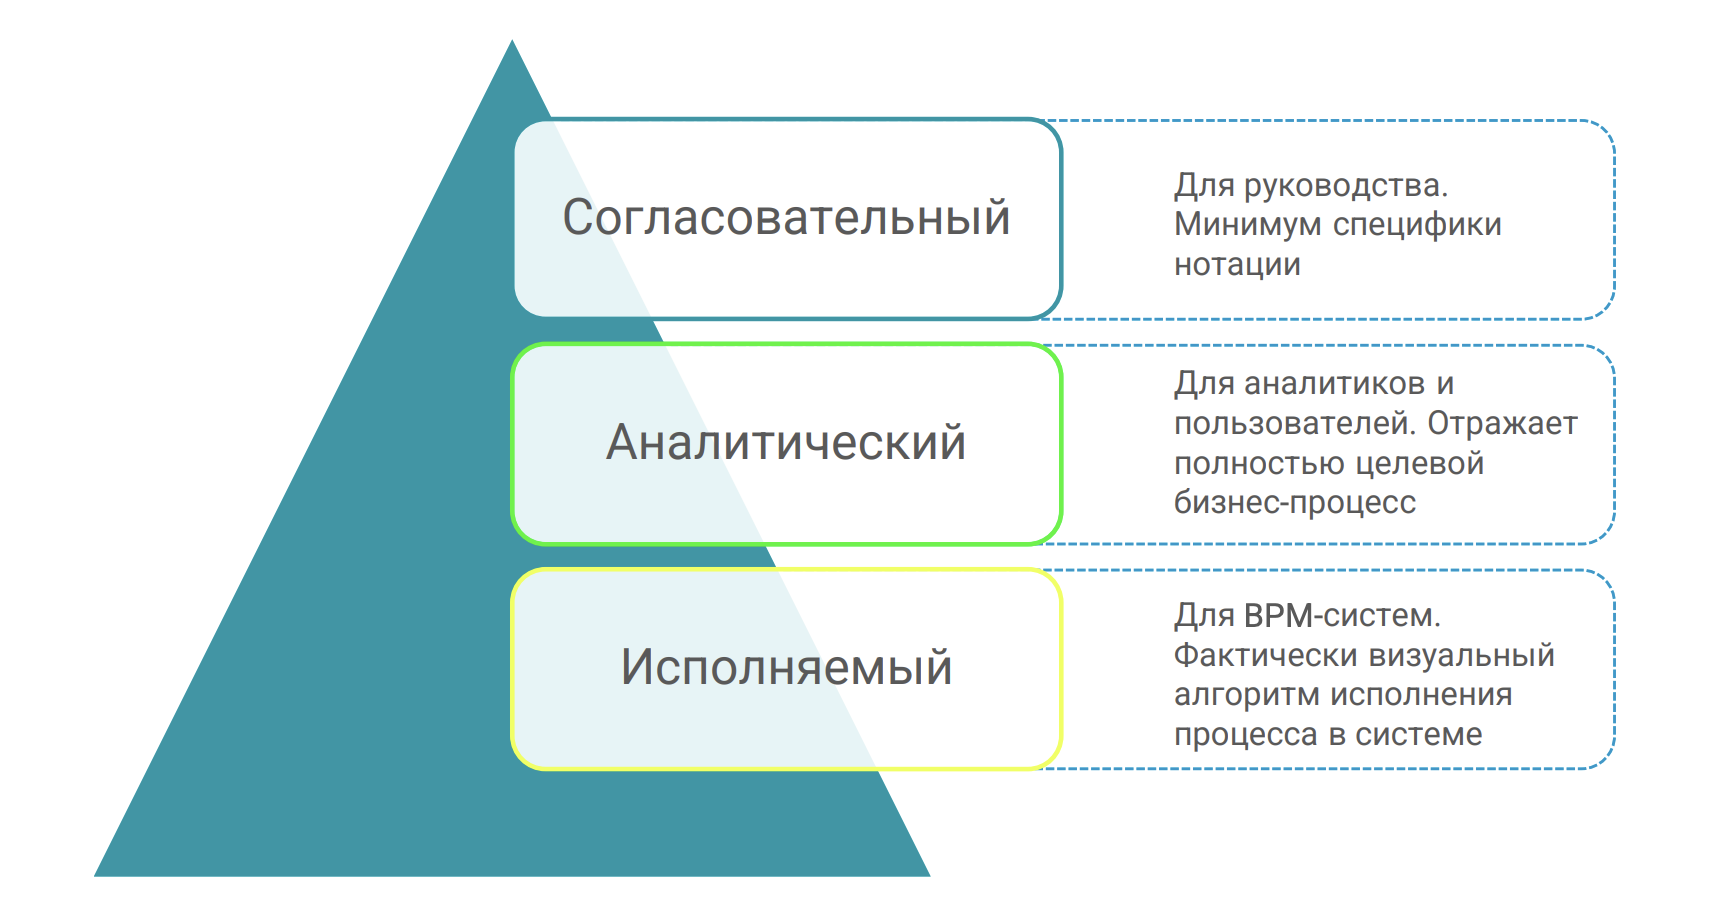 Согласовательный
Для руководства.
Минимум специфики
нотации
Аналитический
Для аналитиков и
пользователей. Отражает
полностью целевой
бизнес-процесс
Исполняемый
Для BPM-систем.
Фактически визуальный
алгоритм исполнения
процесса в системе